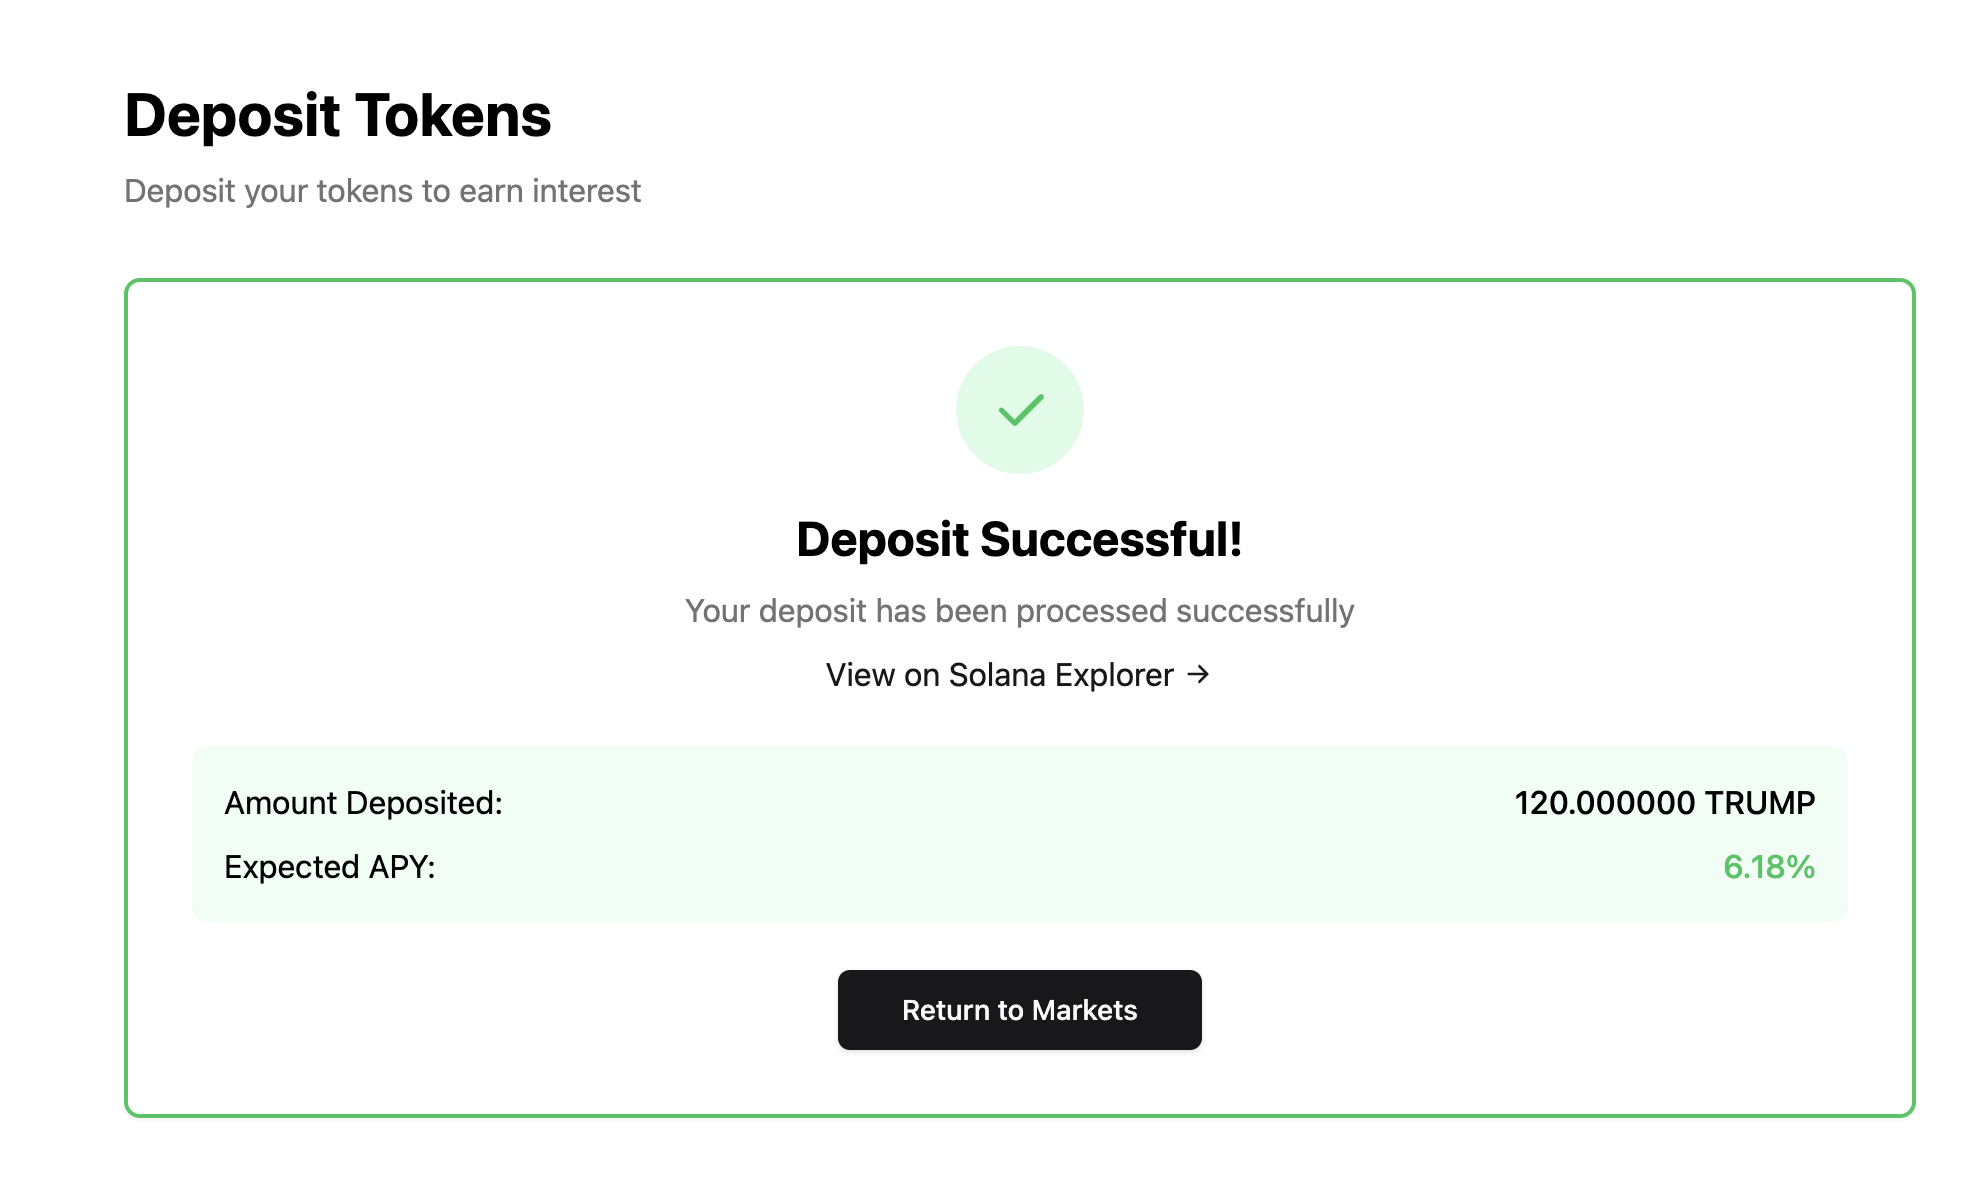 Deposit Tokens
Deposit your tokens to earn interest
Deposit Successful!
Your deposit has been processed successfully
View on Solana Explorer →
Amount Deposited: 120.000000 TRUMP
Expected APY: 6.18%
Return to Markets